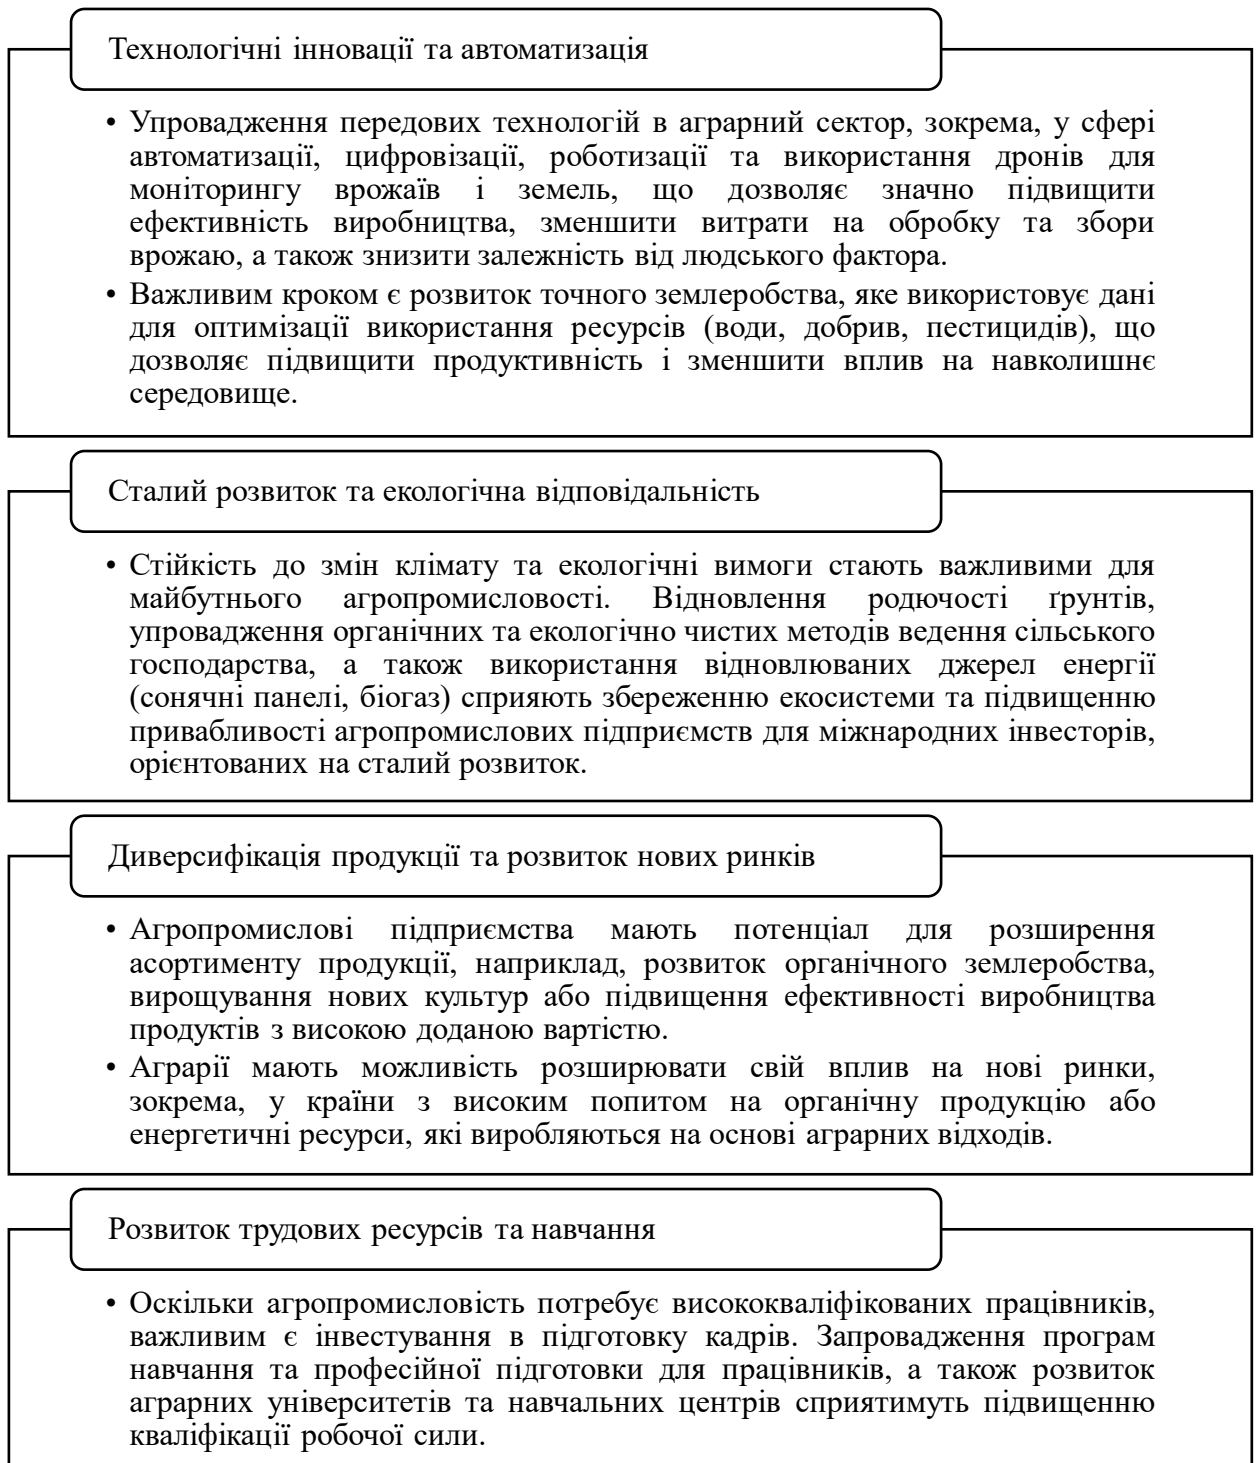 Технологічні інновації та автоматизація
• Упровадження передових технологій в аграрний сектор, зокрема, у сфері
автоматизації, цифровізації, роботизації та використання дронів для
моніторингу врожаїв і земель, що дозволяє значно підвищити
ефективність виробництва, зменшити витрати на обробку та збори
врожаю, а також знизити залежність від людського фактора.
• Важливим кроком є розвиток точного землеробства, яке використовує дані
для оптимізації використання ресурсів (води, добрив, пестицидів), що
дозволяє підвищити продуктивність і зменшити вплив на навколишнє
середовище.
Сталий розвиток та екологічна відповідальність
• Стійкість до змін клімату та екологічні вимоги стають важливими для
майбутнього агропромисловості. Відновлення родючості ґрунтів,
упровадження органічних та екологічно чистих методів ведення сільського
господарства, а також використання відновлюваних джерел енергії
(сонячні панелі, біогаз) сприяють збереженню екосистеми та підвищенню
привабливості агропромислових підприємств для міжнародних інвесторів,
орієнтованих на сталий розвиток.
Диверсифікація продукції та розвиток нових ринків
• Агропромислові підприємства мають потенціал для розширення
асортименту продукції, наприклад, розвиток органічного землеробства,
вирощування нових культур або підвищення ефективності виробництва
продуктів з високою доданою вартістю.
• Аграрії мають можливість розширювати свій вплив на нові ринки,
зокрема, у країни з високим попитом на органічну продукцію або
енергетичні ресурси, які виробляються на основі аграрних відходів.
Розвиток трудових ресурсів та навчання
• Оскільки агропромисловість потребує висококваліфікованих працівників,
важливим є інвестування в підготовку кадрів. Запровадження програм
навчання та професійної підготовки для працівників, а також розвиток
аграрних університетів та навчальних центрів сприятимуть підвищенню
кваліфікації робочої сили.